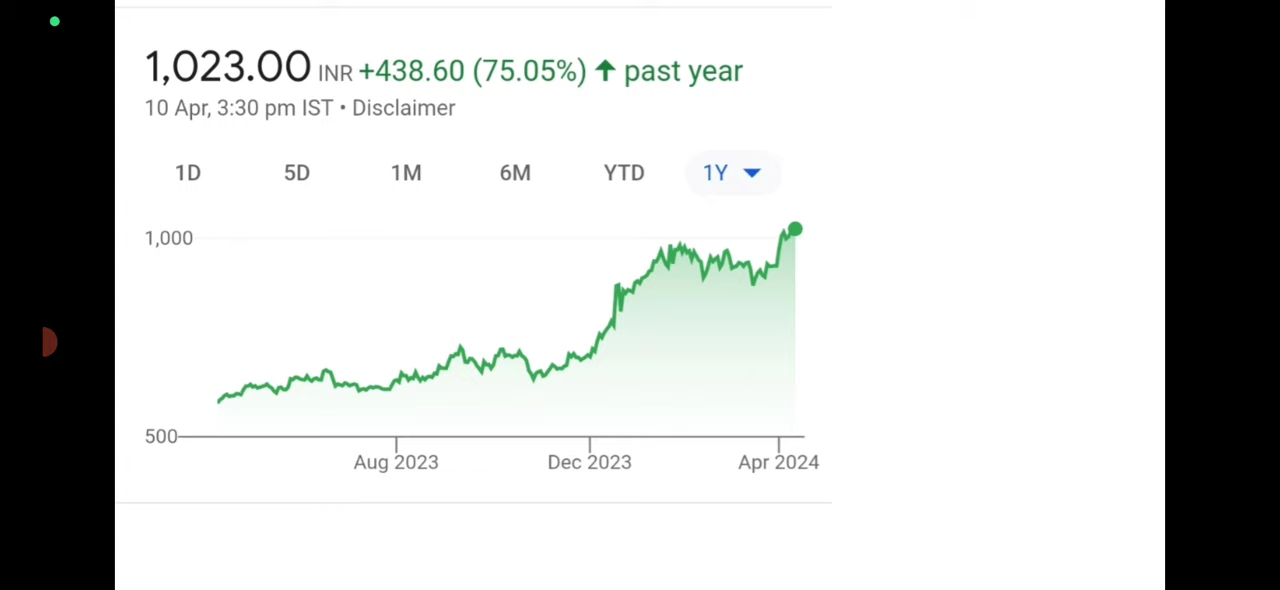 1,023.00 INR +438.60 (75.05%) ↑ past year
10 Apr, 3:30 pm IST • Disclaimer
1D 5D 1M 6M YTD 1Y
1,000
500
Aug 2023 Dec 2023 Apr 2024